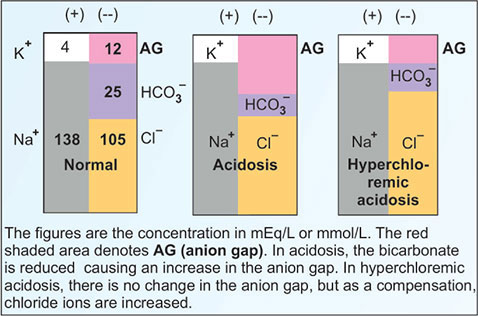 (+) (--) (+) (--) (+) (--)
K⁺ 4 12 AG K⁺ AG K⁺ AG
25 HCO₃⁻ HCO₃⁻ HCO₃⁻
Na⁺ 138 105 Cl⁻ Na⁺ Cl⁻ Na⁺ Cl⁻
Normal Acidosis Hyperchlo-
remic
acidosis
The figures are the concentration in mEq/L or mmol/L. The red
shaded area denotes AG (anion gap). In acidosis, the bicarbonate
is reduced causing an increase in the anion gap. In hyperchloremic
acidosis, there is no change in the anion gap, but as a compensation,
chloride ions are increased.